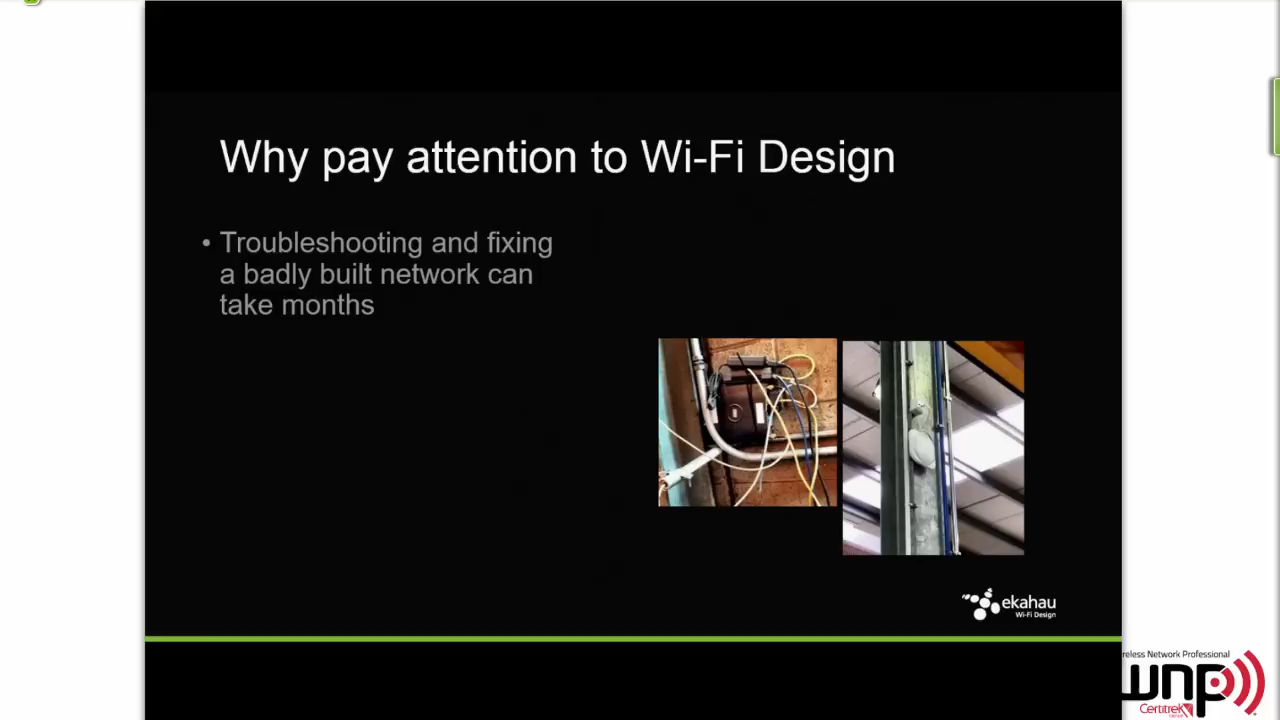 Why pay attention to Wi-Fi Design
• Troubleshooting and fixing
a badly built network can
take months
ekahau
Wi-Fi Design
reless Network Professional
wnp
Certitrek